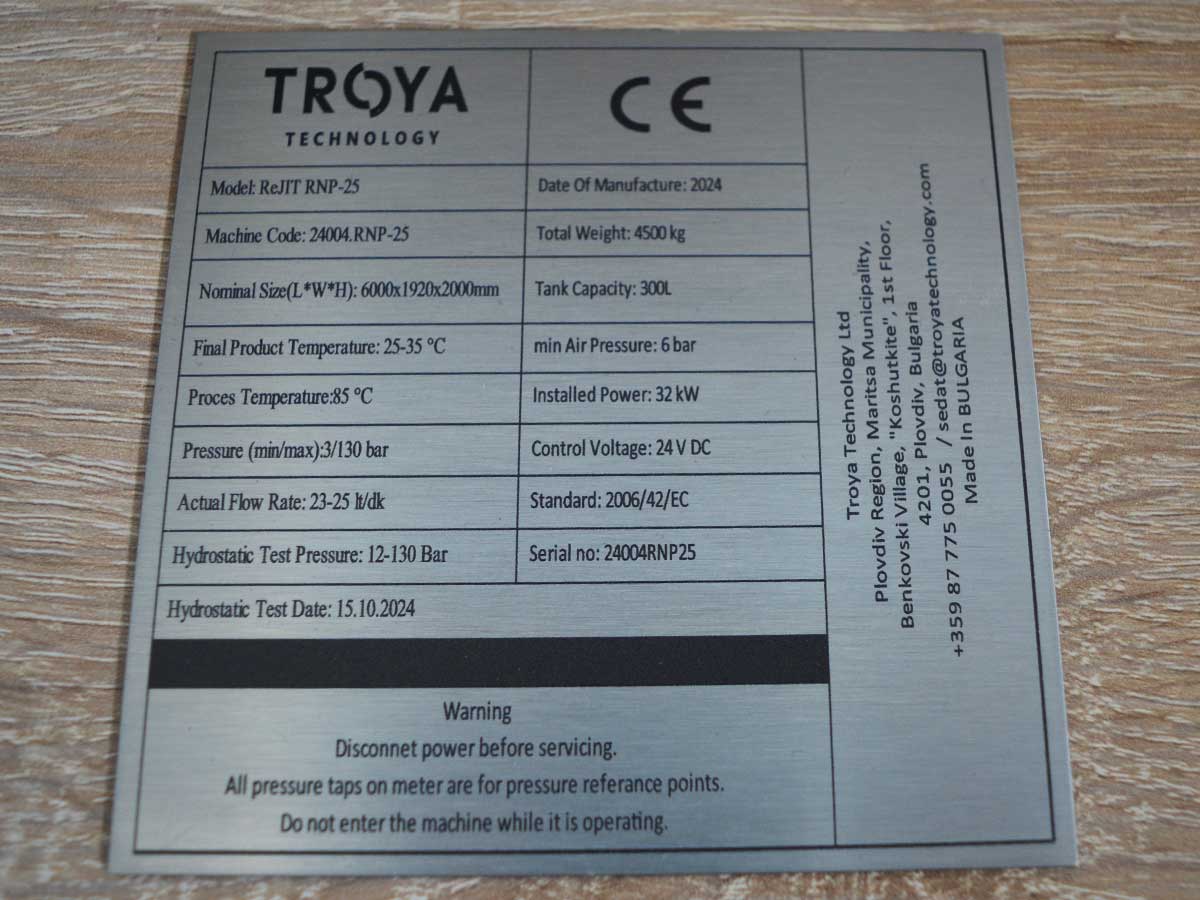 TROYA
TECHNOLOGY
CE
Model: ReJIT RNP-25
Date Of Manufacture: 2024
Machine Code: 24004.RNP-25
Total Weight: 4500 kg
Nominal Size(L*W*H): 6000x1920x2000mm
Tank Capacity: 300L
Final Product Temperature: 25-35 °C
min Air Pressure: 6 bar
Proces Temperature:85 °C
Installed Power: 32 kW
Pressure (min/max):3/130 bar
Control Voltage: 24 V DC
Actual Flow Rate: 23-25 lt/dk
Standard: 2006/42/EC
Hydrostatic Test Pressure: 12-130 Bar
Serial no: 24004RNP25
Hydrostatic Test Date: 15.10.2024
Warning
Disconnet power before servicing.
All pressure taps on meter are for pressure referance points.
Do not enter the machine while it is operating.
Troya Technology Ltd
Plovdiv Region, Maritsa Municipality,
Benkovski Village, "Koshutkite", 1st Floor,
4201, Plovdiv, Bulgaria
+359 87 775 0055 / sedat@troyatechnology.com
Made In BULGARIA